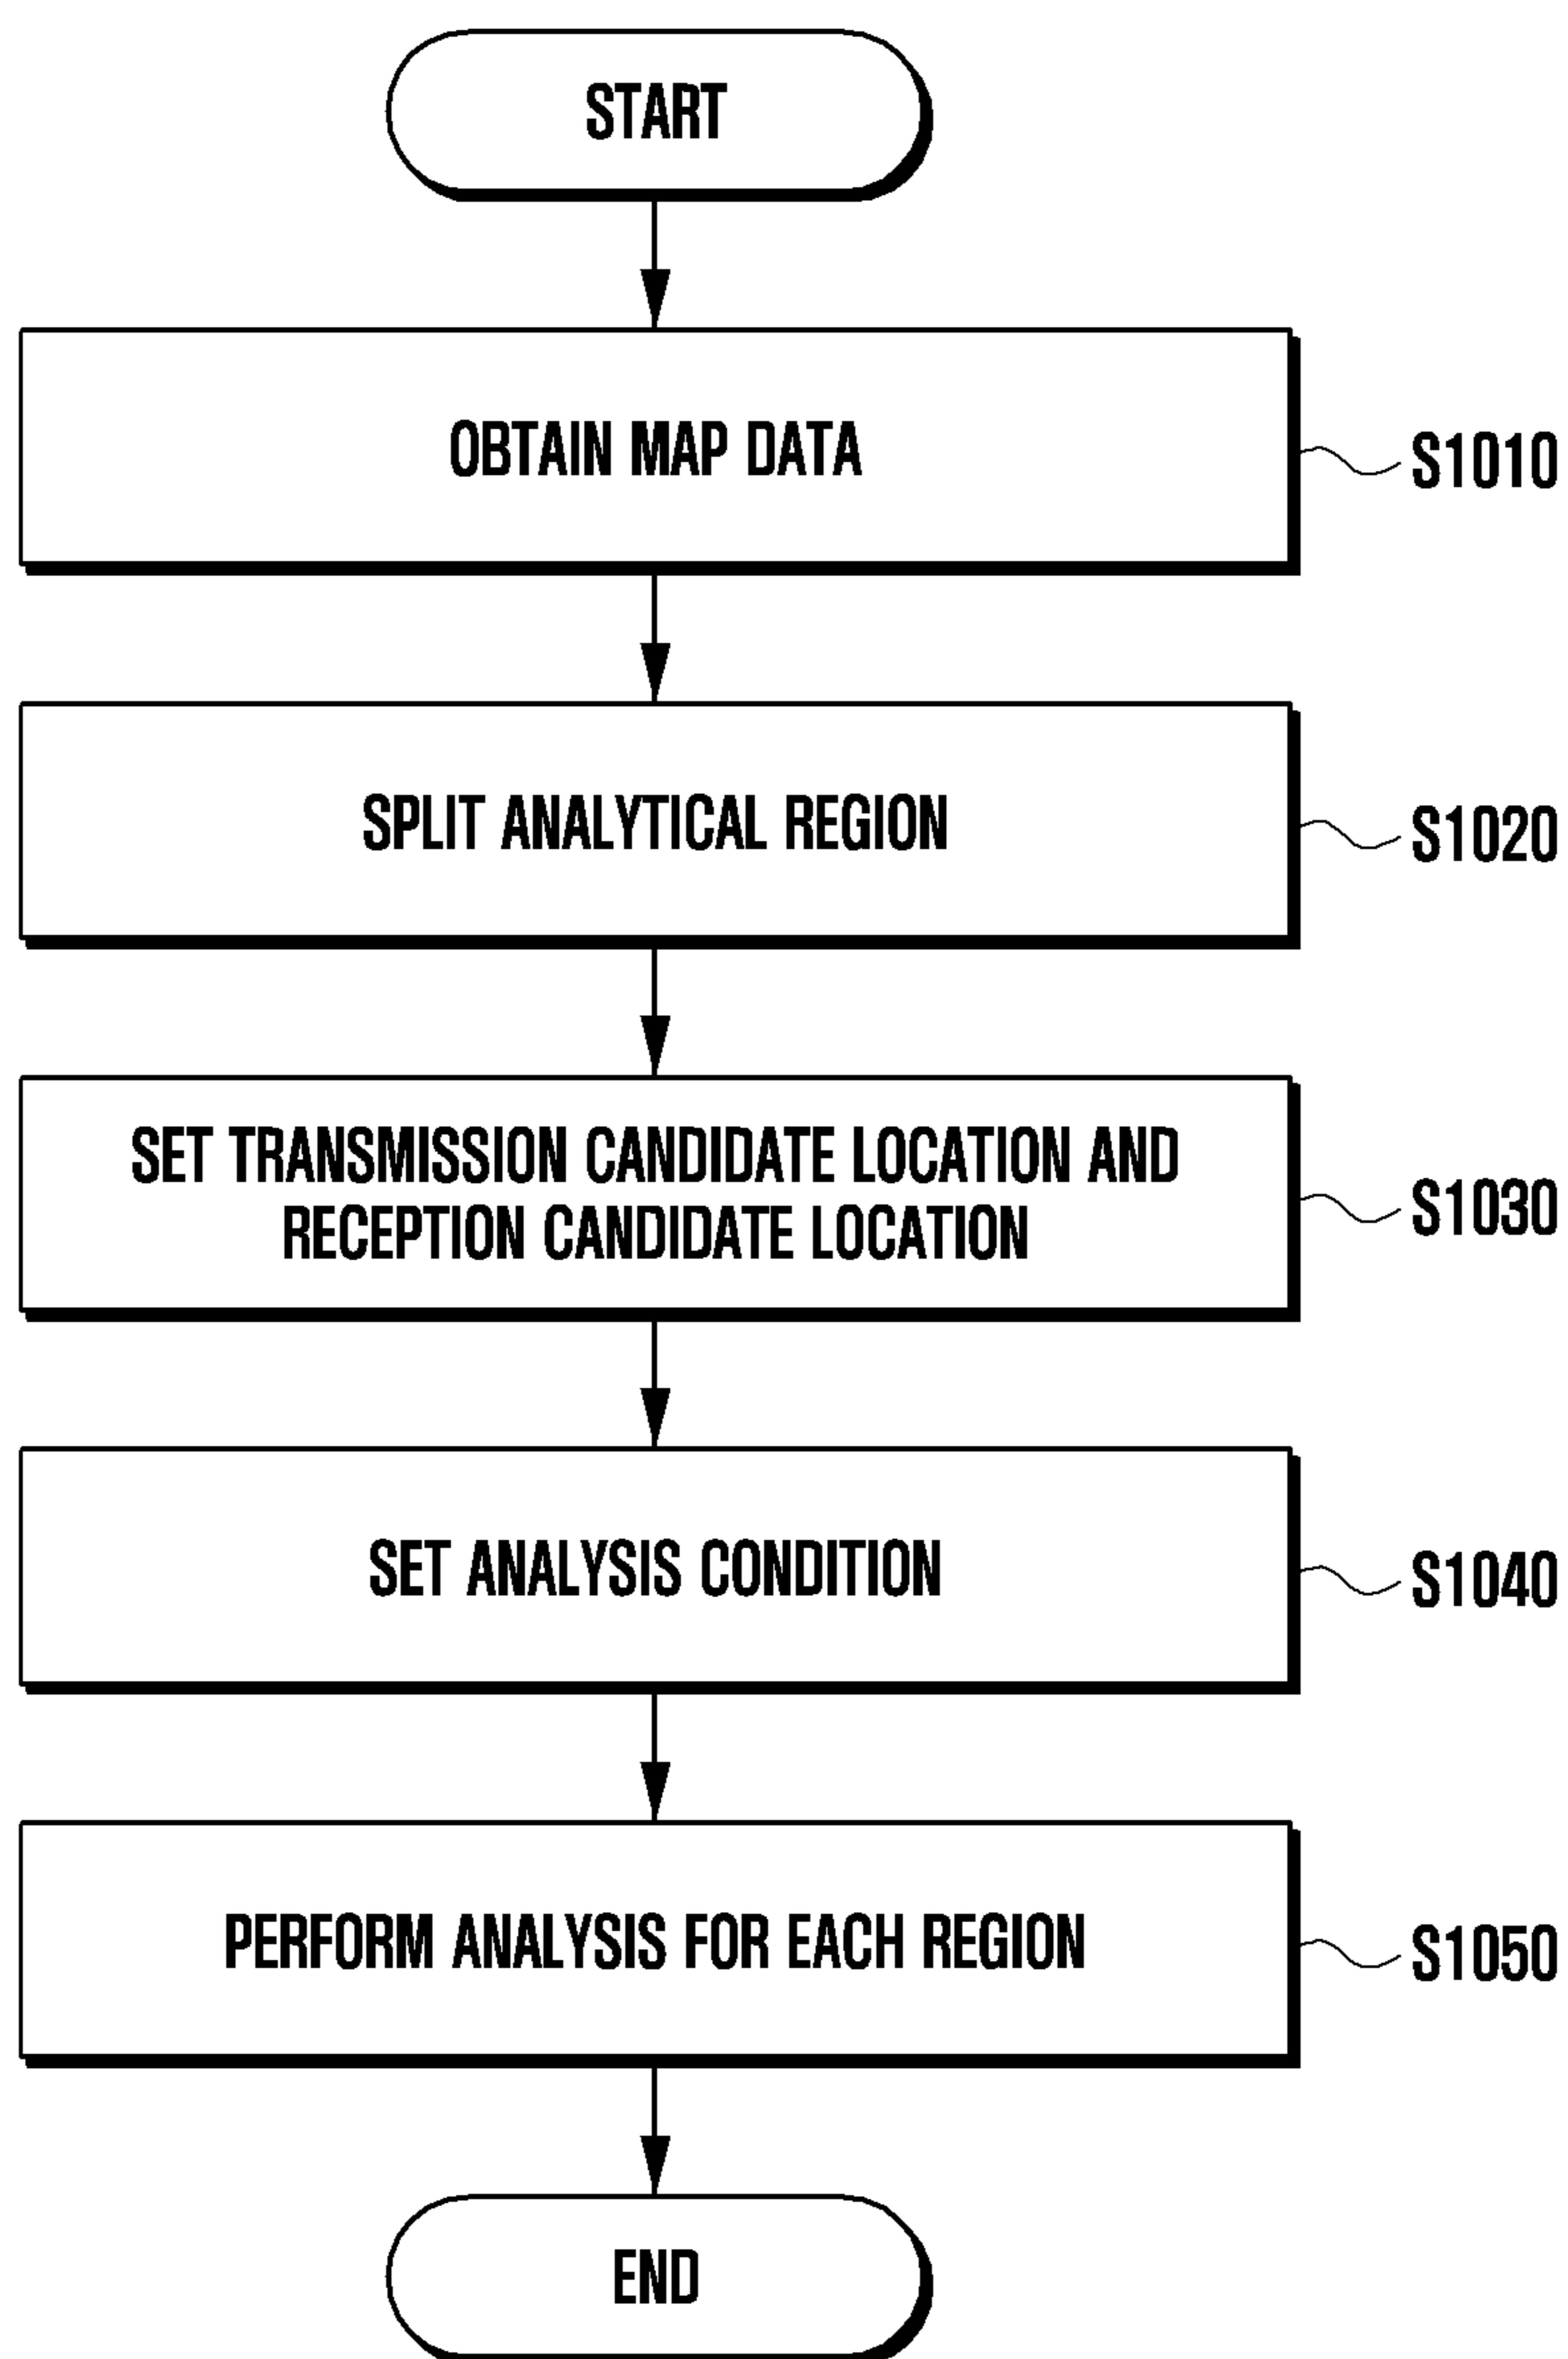 START
OBTAIN MAP DATA
S1010
SPLIT ANALYTICAL REGION
S1020
SET TRANSMISSION CANDIDATE LOCATION AND
RECEPTION CANDIDATE LOCATION
S1030
SET ANALYSIS CONDITION
S1040
PERFORM ANALYSIS FOR EACH REGION
S1050
END